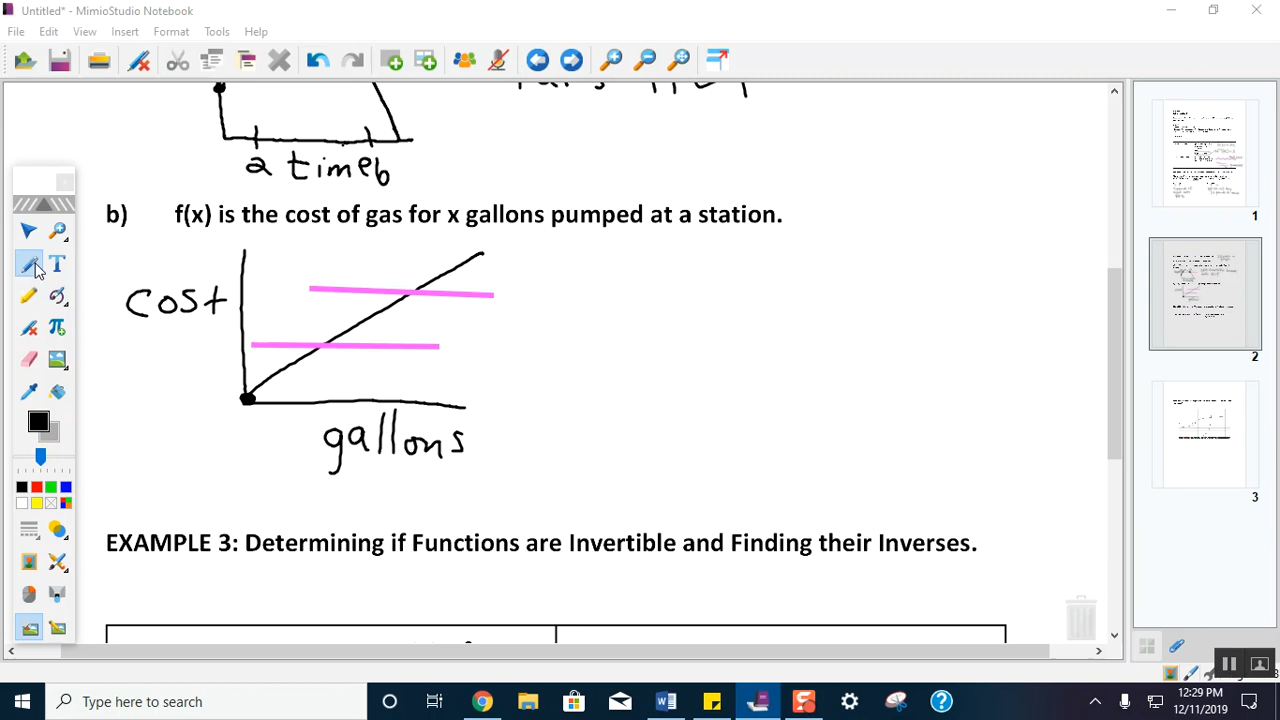 Untitled* - MimioStudio Notebook
File Edit View Insert Format Tools Help
2 time 6
b) f(x) is the cost of gas for x gallons pumped at a station.
Cost
gallons
EXAMPLE 3: Determining if Functions are Invertible and Finding their Inverses.
1
2
3
Type here to search
12:29 PM
12/11/2019